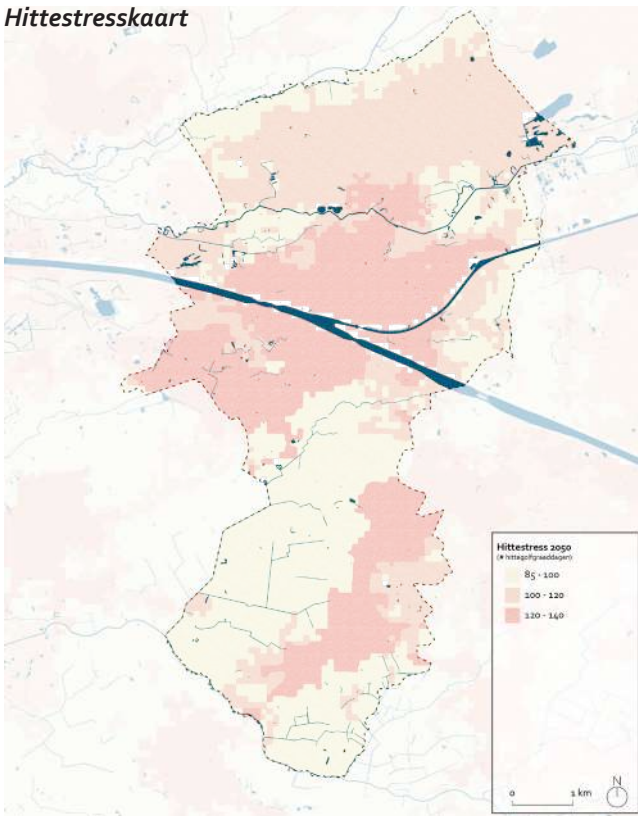 Hittestresskaart
Hittestress 2050
(# hittegolfgraaddagen)
85 - 100
100 - 120
120 - 140
N
0 1 km